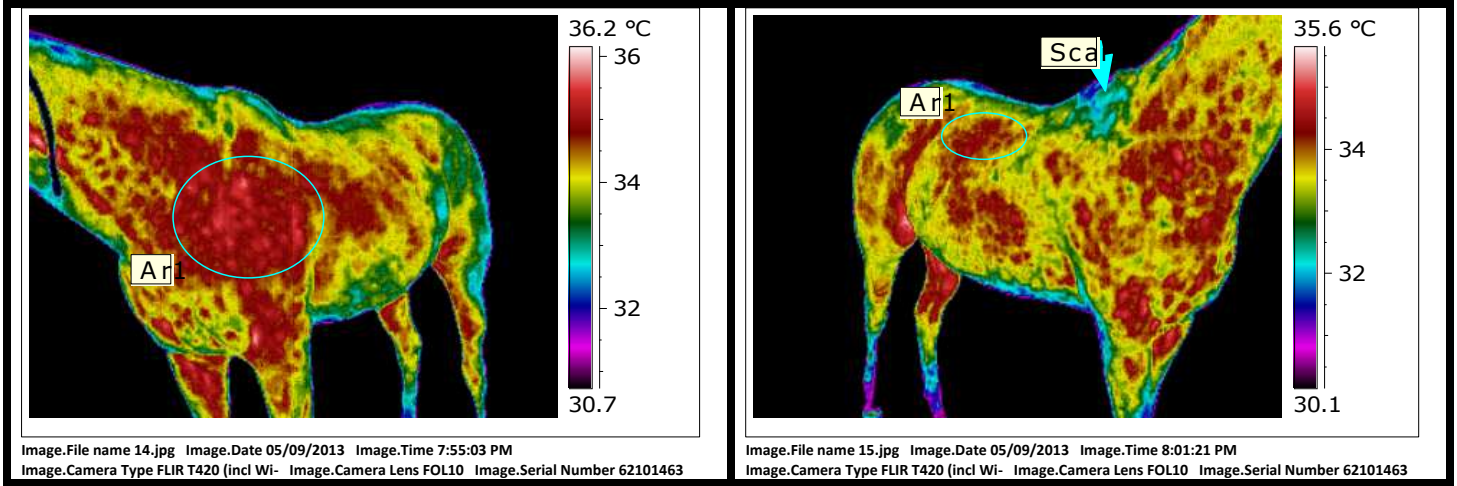 36.2 °C
36
34
32
30.7
Ar1
Image.File name 14.jpg Image.Date 05/09/2013 Image.Time 7:55:03 PM
Image.Camera Type FLIR T420 (incl Wi- Image.Camera Lens FOL10 Image.Serial Number 62101463
35.6 °C
34
32
30.1
Scar
Ar1
Image.File name 15.jpg Image.Date 05/09/2013 Image.Time 8:01:21 PM
Image.Camera Type FLIR T420 (incl Wi- Image.Camera Lens FOL10 Image.Serial Number 62101463